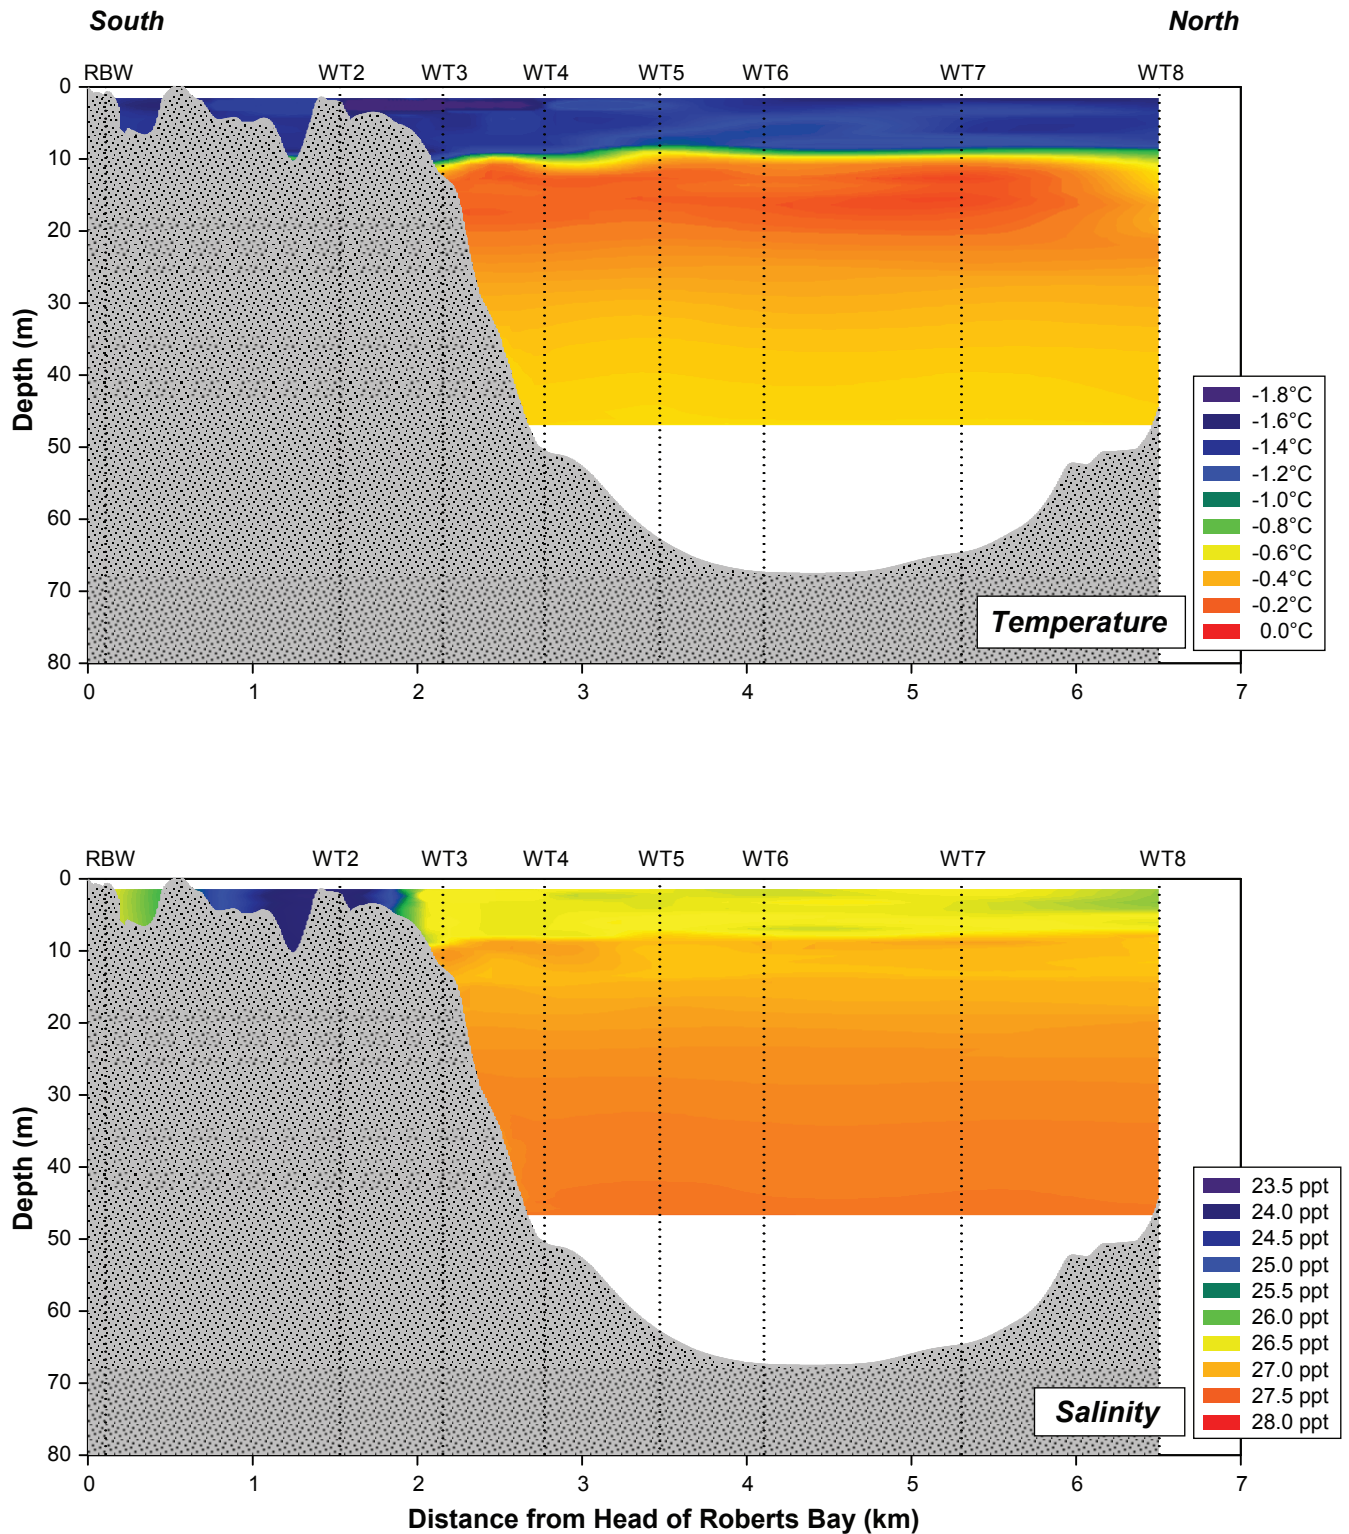 South North
RBW WT2 WT3 WT4 WT5 WT6 WT7 WT8
0
10
20
30
40
50
60
70
80
Depth (m)
-1.8°C
-1.6°C
-1.4°C
-1.2°C
-1.0°C
-0.8°C
-0.6°C
-0.4°C
-0.2°C
0.0°C
Temperature
0 1 2 3 4 5 6 7
RBW WT2 WT3 WT4 WT5 WT6 WT7 WT8
0
10
20
30
40
50
60
70
80
Depth (m)
23.5 ppt
24.0 ppt
24.5 ppt
25.0 ppt
25.5 ppt
26.0 ppt
26.5 ppt
27.0 ppt
27.5 ppt
28.0 ppt
Salinity
0 1 2 3 4 5 6 7
Distance from Head of Roberts Bay (km)